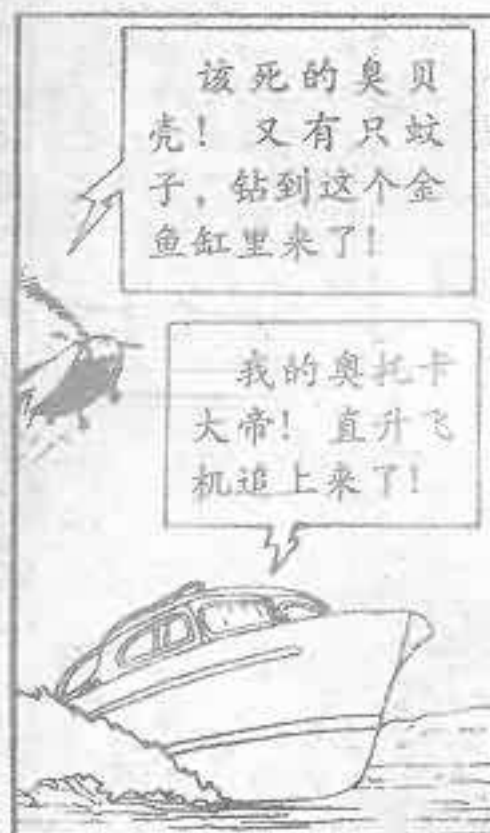 该死的臭贝
壳！又有只蚊
子，钻到这个金
鱼缸里来了！
我的奥托卡
大帝！直升飞
机追上来了！